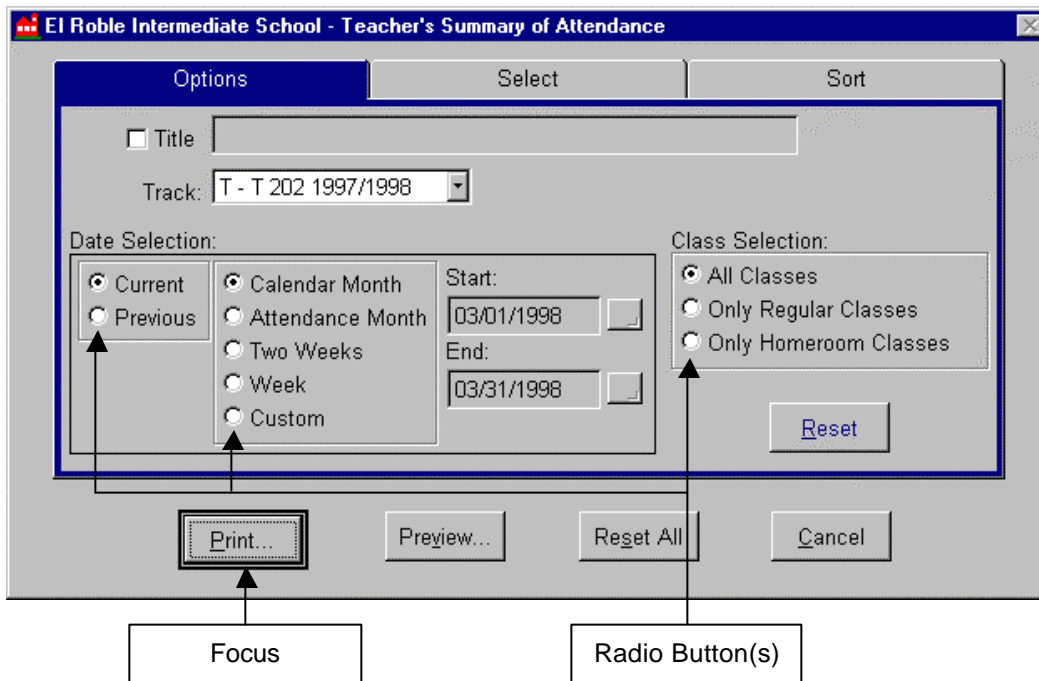 El Roble Intermediate School - Teacher's Summary of Attendance
Options Select Sort
Title
Track: T - T 202 1997/1998
Date Selection:
Current
Previous
Calendar Month
Attendance Month
Two Weeks
Week
Custom
Start:
03/01/1998
End:
03/31/1998
Class Selection:
All Classes
Only Regular Classes
Only Homeroom Classes
Reset
Print... Preview... Reset All Cancel
Focus Radio Button(s)